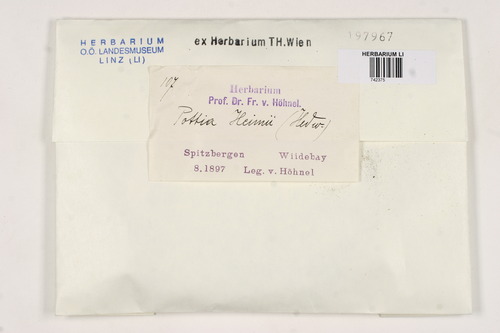 HERBARIUM
O.Ö. LANDESMUSEUM
LINZ (LI)
ex Herbarium TH.Wien
197967
HERBARIUM LI
742375
107
Herbarium
Prof. Dr. Fr. v. Höhnel.
Pottia Heimii (Hedw.)
Spitzbergen Wiidebay
8.1897 Leg. v. Höhnel